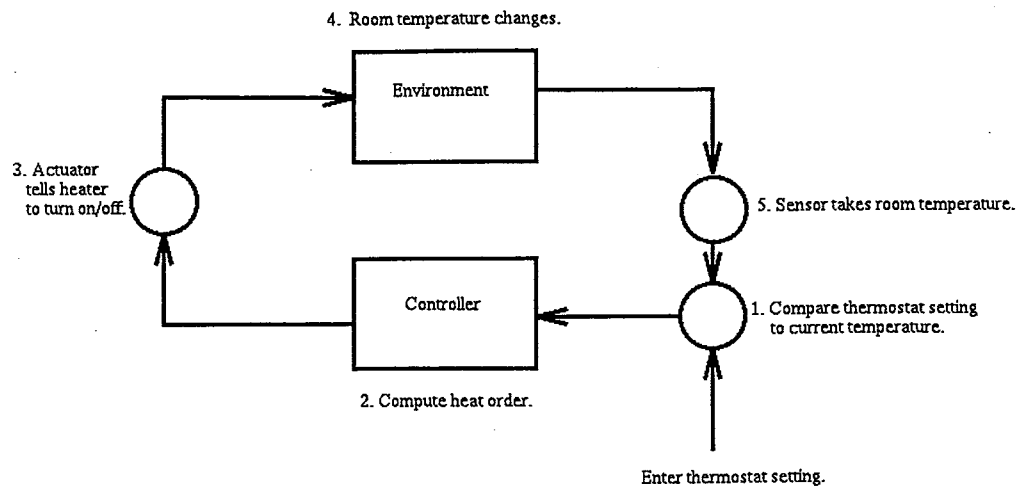 4. Room temperature changes.
Environment
3. Actuator
tells heater
to turn on/off.
5. Sensor takes room temperature.
Controller
1. Compare thermostat setting
to current temperature.
2. Compute heat order.
Enter thermostat setting.